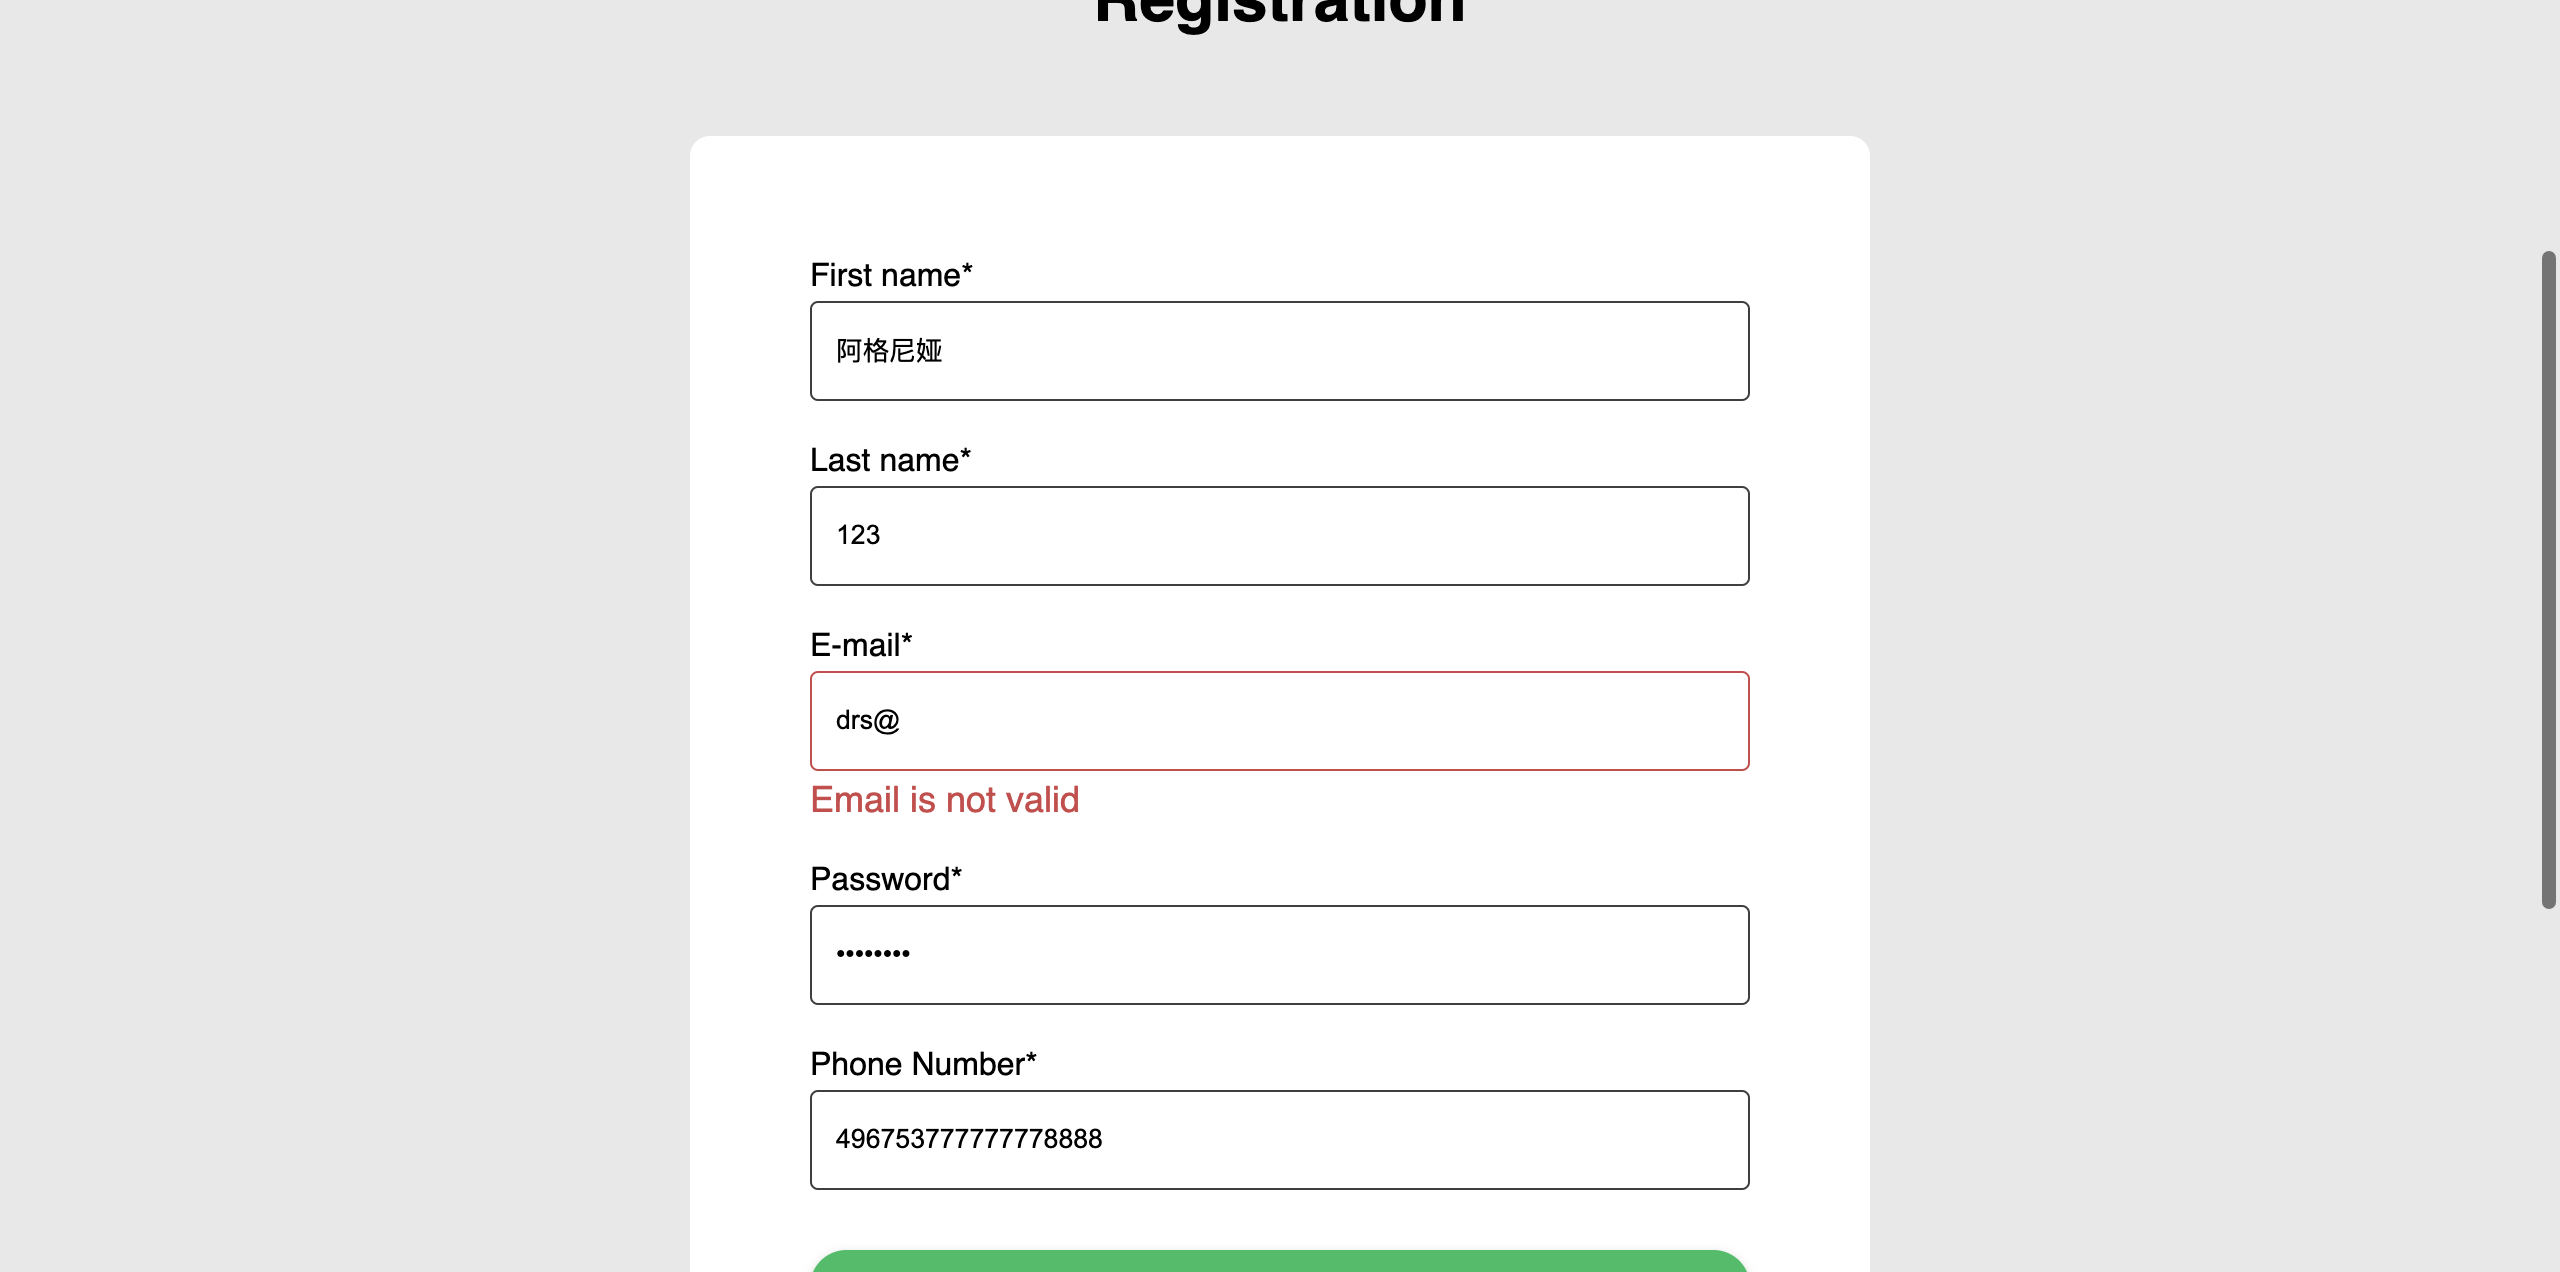 Registration
First name*
阿格尼娅
Last name*
123
E-mail*
drs@
Email is not valid
Password*
••••••••
Phone Number*
496753777777778888